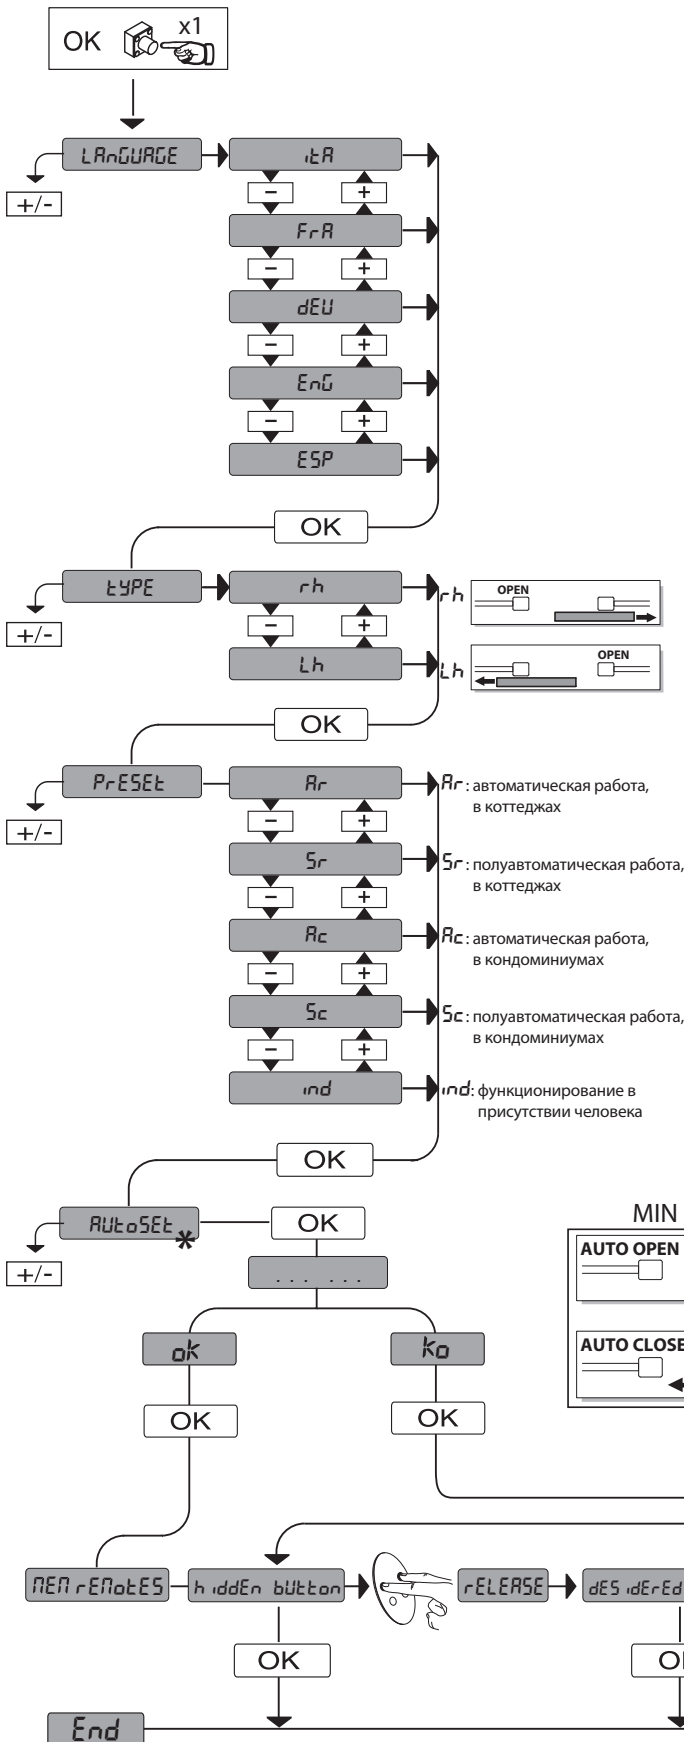 OK x1
LAnGUAGE
+/-
itA
- +
FrA
- +
dEU
- +
EnG
- +
ESP
OK
tYPE
+/-
rh
- +
Lh
rh
OPEN
Lh
OPEN
OK
PrESEt
+/-
Ar
- +
Sr
- +
Ac
- +
Sc
- +
ind
Ar: автоматическая работа,
в коттеджах
Sr: полуавтоматическая работа,
в коттеджах
Ac: автоматическая работа,
в кондоминиумах
Sc: полуавтоматическая работа,
в кондоминиумах
ind: функционирование в
присутствии человека
OK
AUtoSEt *
+/-
OK
... ...
ok
OK
Ko
OK
MIN
AUTO OPEN
AUTO CLOSE
MEM rEMotES
hiddEn bUtton
rELEASE
dESidErEd
OK
End